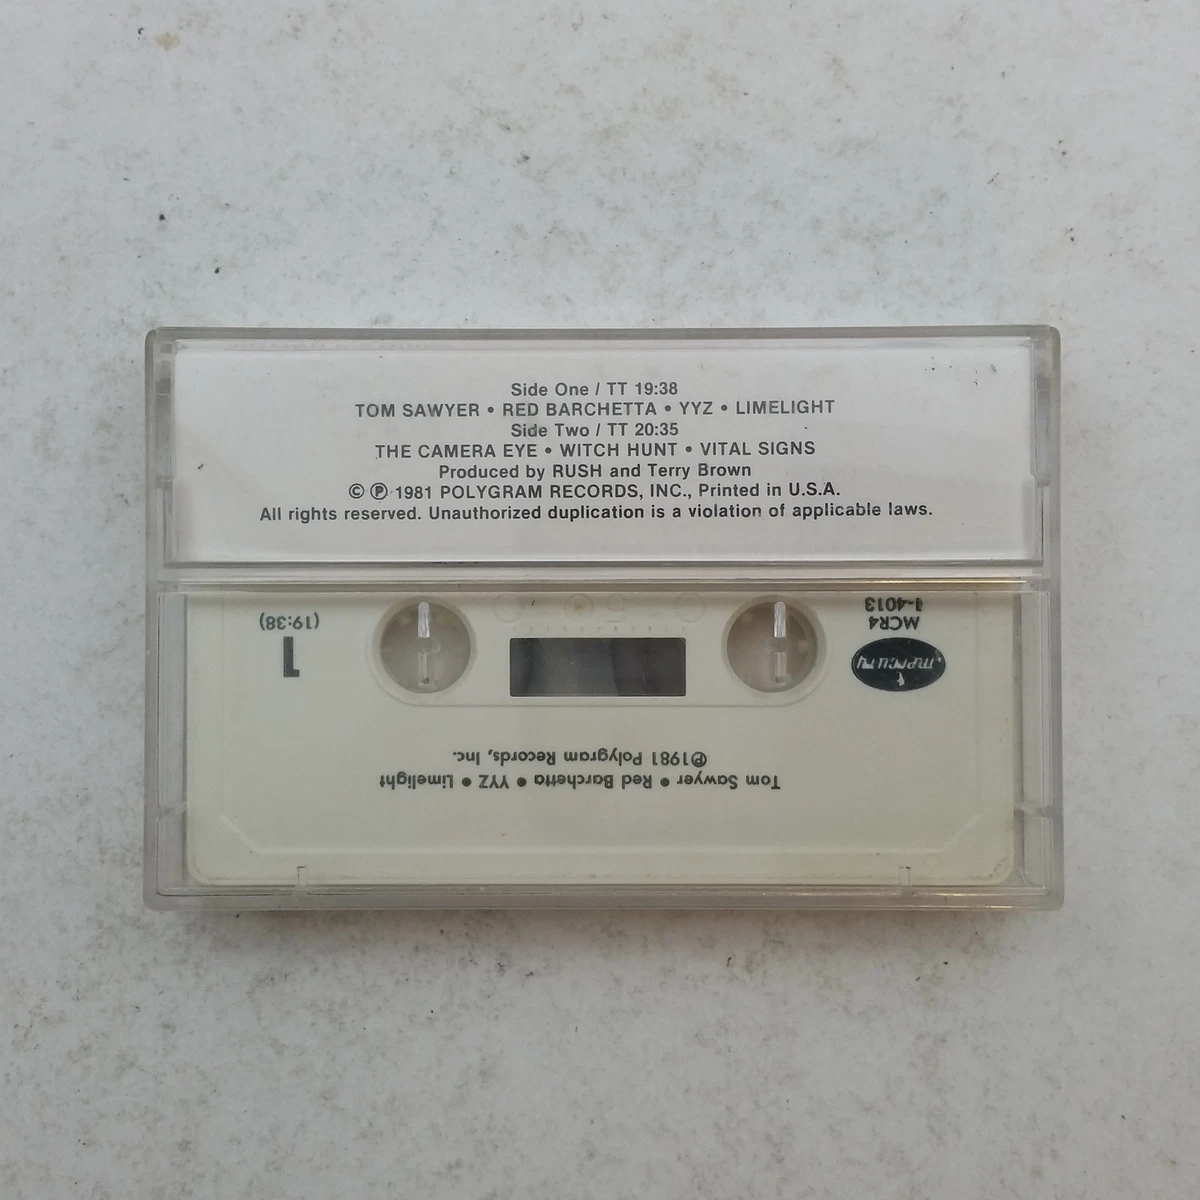 Side One / TT 19:38
TOM SAWYER • RED BARCHETTA • YYZ • LIMELIGHT
Side Two / TT 20:35
THE CAMERA EYE • WITCH HUNT • VITAL SIGNS
Produced by RUSH and Terry Brown
© ℗ 1981 POLYGRAM RECORDS, INC., Printed in U.S.A.
All rights reserved. Unauthorized duplication is a violation of applicable laws.
Tom Sawyer • Red Barchetta • YYZ • Limelight
℗1981 Polygram Records, Inc.
mercury
1
MCR4
1-4013
(19:38)